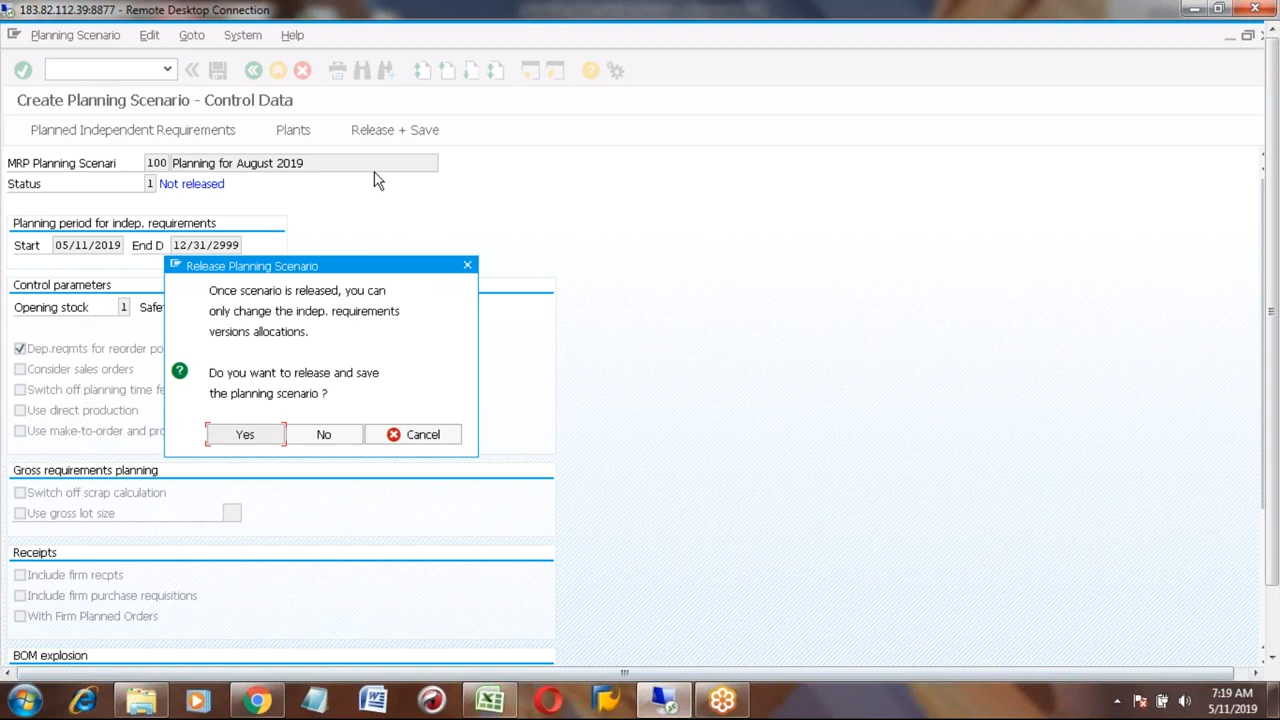 183.82.112.39:8877 - Remote Desktop Connection
Planning Scenario Edit Goto System Help
Create Planning Scenario - Control Data
Planned Independent Requirements Plants Release + Save
MRP Planning Scenari 100 Planning for August 2019
Status 1 Not released
Planning period for indep. requirements
Start 05/11/2019 End D 12/31/2999
Release Planning Scenario
Once scenario is released, you can
only change the indep. requirements
versions allocations.
Do you want to release and save
the planning scenario ?
Yes No Cancel
Control parameters
Opening stock 1 Safe
Dep.reqmts for reorder po
Consider sales orders
Switch off planning time fe
Use direct production
Use make-to-order and pro
Gross requirements planning
Switch off scrap calculation
Use gross lot size
Receipts
Include firm recpts
Include firm purchase requisitions
With Firm Planned Orders
BOM explosion
7:19 AM
5/11/2019